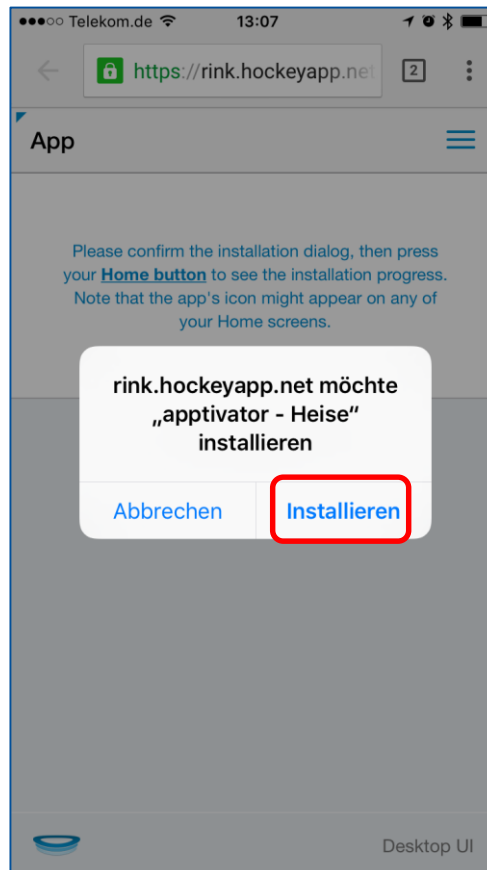 Telekom.de 13:07
https://rink.hockeyapp.net 2
App
Please confirm the installation dialog, then press
your Home button to see the installation progress.
Note that the app's icon might appear on any of
your Home screens.
rink.hockeyapp.net möchte
„apptivator - Heise“
installieren
Abbrechen Installieren
Desktop UI